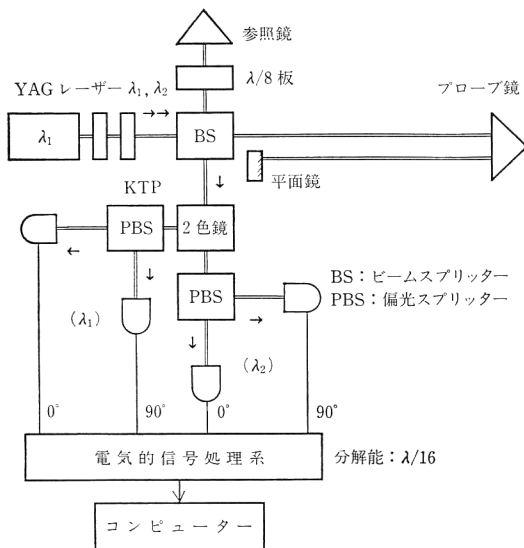 参照鏡
λ/8 板
YAG レーザー λ₁, λ₂
プローブ鏡
→→
λ₁
BS
平面鏡
↓
KTP
PBS
2色鏡
←
↓
PBS
BS：ビームスプリッター
PBS：偏光スプリッター
→
(λ₁)
↓
(λ₂)
0°
90°
0°
90°
電気的信号処理系
分解能：λ/16
コンピューター